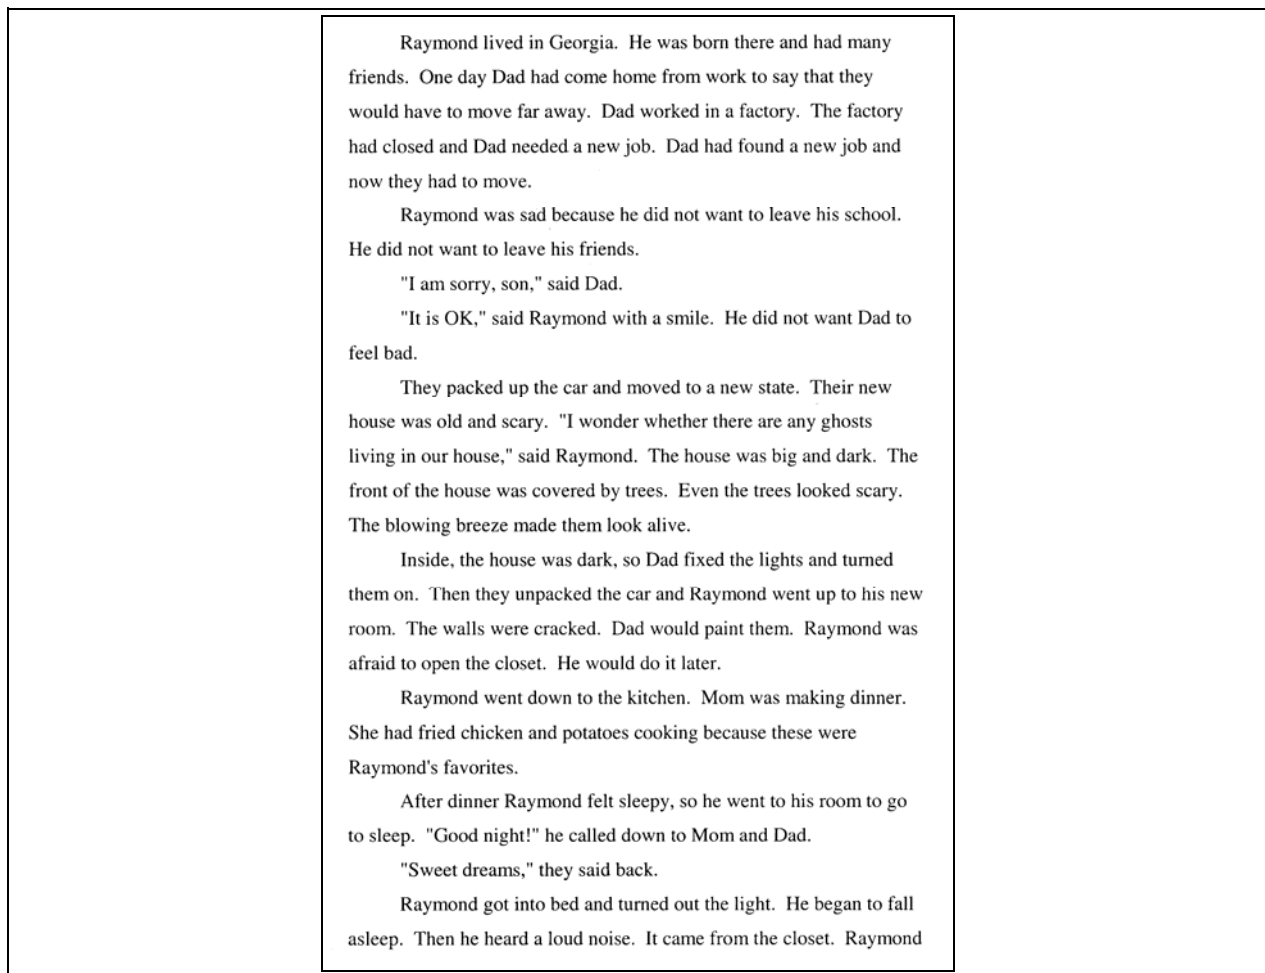 Raymond lived in Georgia.  He was born there and had many
friends.  One day Dad had come home from work to say that they
would have to move far away.  Dad worked in a factory.  The factory
had closed and Dad needed a new job.  Dad had found a new job and
now they had to move.
Raymond was sad because he did not want to leave his school.
He did not want to leave his friends.
"I am sorry, son," said Dad.
"It is OK," said Raymond with a smile.  He did not want Dad to
feel bad.
They packed up the car and moved to a new state.  Their new
house was old and scary.  "I wonder whether there are any ghosts
living in our house," said Raymond.  The house was big and dark.  The
front of the house was covered by trees.  Even the trees looked scary.
The blowing breeze made them look alive.
Inside, the house was dark, so Dad fixed the lights and turned
them on.  Then they unpacked the car and Raymond went up to his new
room.  The walls were cracked.  Dad would paint them.  Raymond was
afraid to open the closet.  He would do it later.
Raymond went down to the kitchen.  Mom was making dinner.
She had fried chicken and potatoes cooking because these were
Raymond's favorites.
After dinner Raymond felt sleepy, so he went to his room to go
to sleep.  "Good night!" he called down to Mom and Dad.
"Sweet dreams," they said back.
Raymond got into bed and turned out the light.  He began to fall
asleep.  Then he heard a loud noise.  It came from the closet.  Raymond